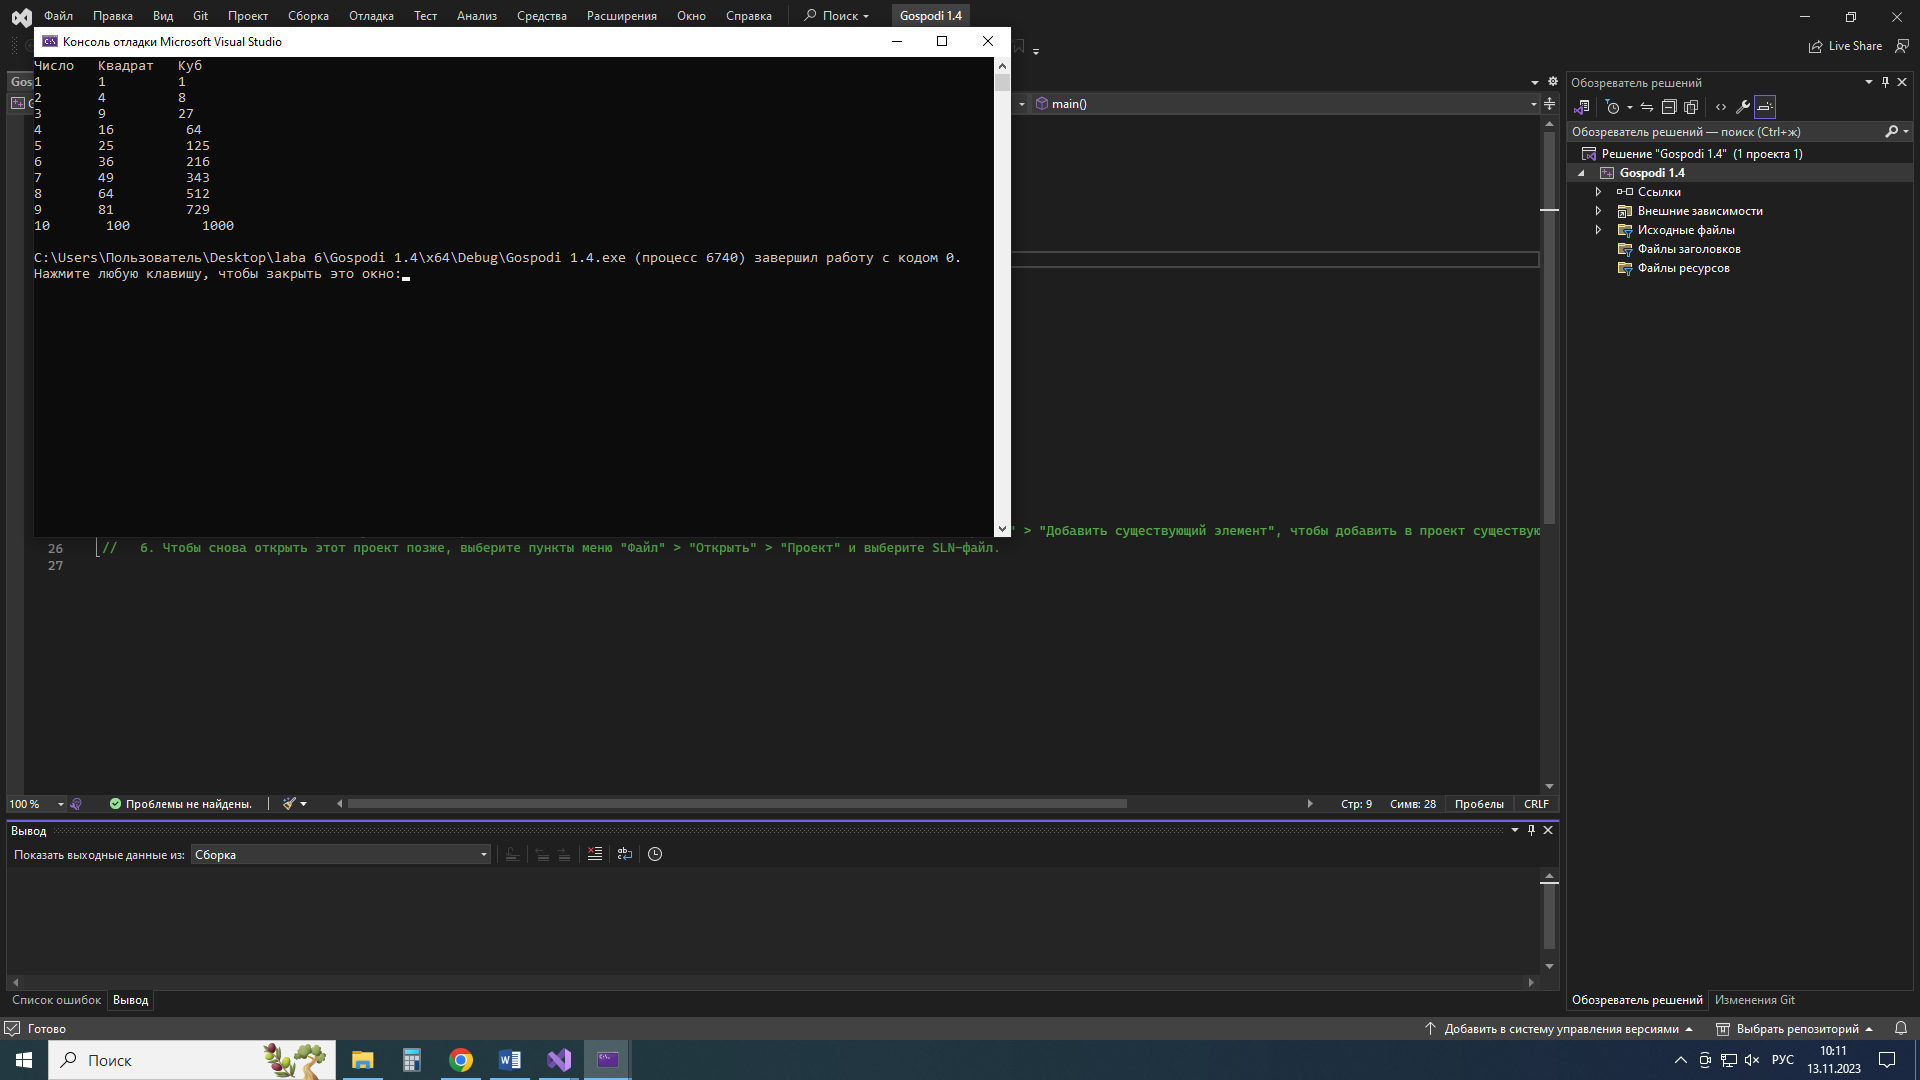 Файл Правка Вид Git Проект Сборка Отладка Тест Анализ Средства Расширения Окно Справка Поиск Gospodi 1.4
Live Share
Консоль отладки Microsoft Visual Studio
Число Квадрат Куб
1 1 1
2 4 8
3 9 27
4 16 64
5 25 125
6 36 216
7 49 343
8 64 512
9 81 729
10 100 1000
C:\Users\Пользователь\Desktop\laba 6\Gospodi 1.4\x64\Debug\Gospodi 1.4.exe (процесс 6740) завершил работу с кодом 0.
Нажмите любую клавишу, чтобы закрыть это окно:
main()
" > "Добавить существующий элемент", чтобы добавить в проект существую
26 // 6. Чтобы снова открыть этот проект позже, выберите пункты меню "Файл" > "Открыть" > "Проект" и выберите SLN-файл.
27
100 % Проблемы не найдены. Стр: 9 Симв: 28 Пробелы CRLF
Вывод
Показать выходные данные из: Сборка
Список ошибок Вывод
Обозреватель решений
Обозреватель решений — поиск (Ctrl+ж)
Решение "Gospodi 1.4" (1 проекта 1)
Gospodi 1.4
Ссылки
Внешние зависимости
Исходные файлы
Файлы заголовков
Файлы ресурсов
Обозреватель решений Изменения Git
Готово
Добавить в систему управления версиями Выбрать репозиторий
Поиск
РУС
10:11
13.11.2023